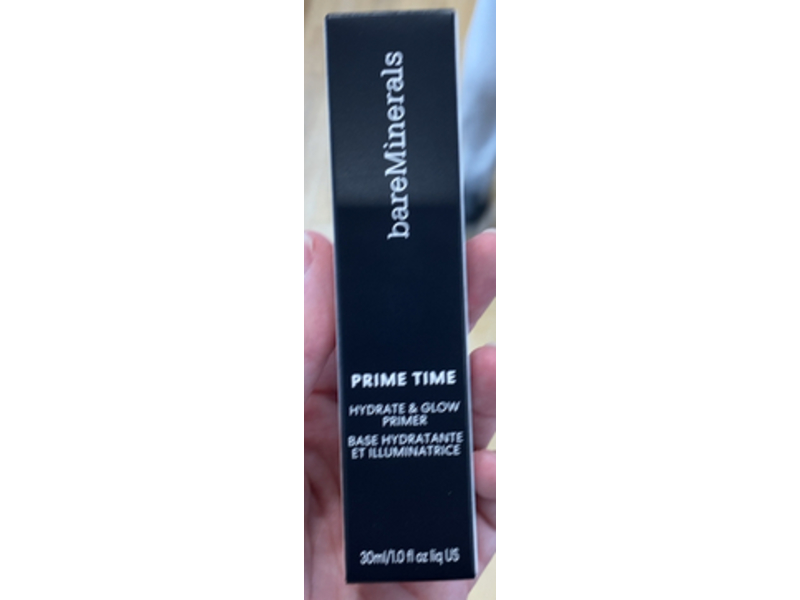 bareMinerals
PRIME TIME
HYDRATE & GLOW
PRIMER
BASE HYDRATANTE
ET ILLUMINATRICE
30ml/1.0 fl oz liq US